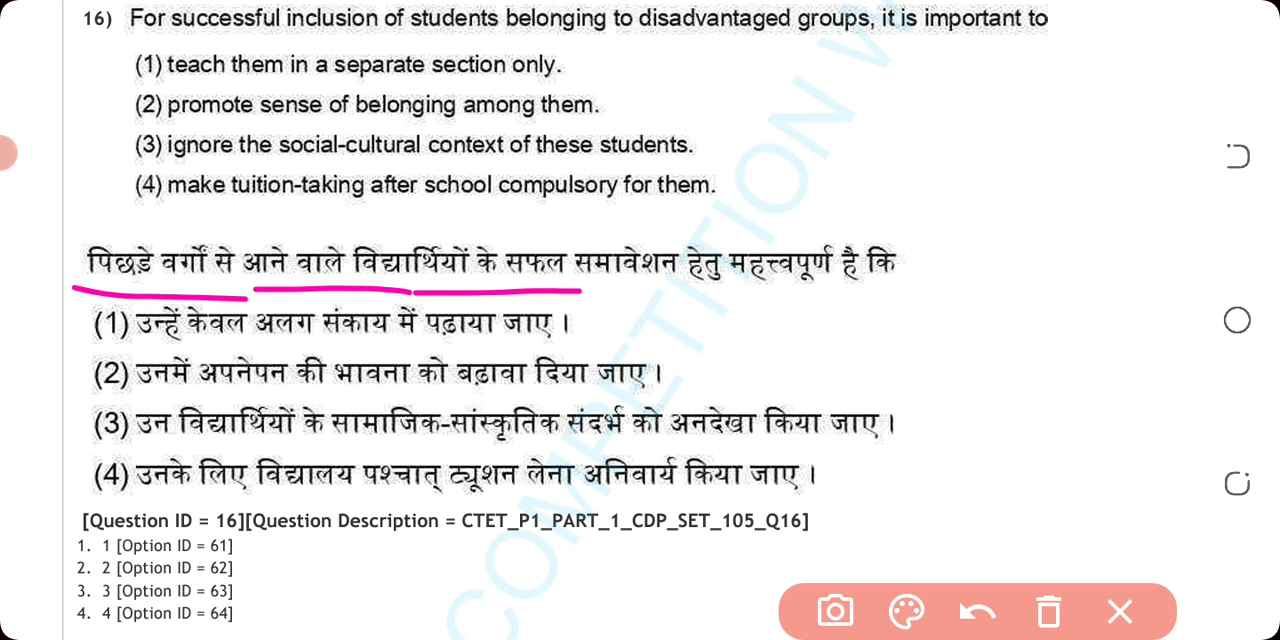 16) For successful inclusion of students belonging to disadvantaged groups, it is important to
(1) teach them in a separate section only.
(2) promote sense of belonging among them.
(3) ignore the social-cultural context of these students.
(4) make tuition-taking after school compulsory for them.
पिछड़े वर्गों से आने वाले विद्यार्थियों के सफल समावेशन हेतु महत्त्वपूर्ण है कि
(1) उन्हें केवल अलग संकाय में पढ़ाया जाए ।
(2) उनमें अपनेपन की भावना को बढ़ावा दिया जाए ।
(3) उन विद्यार्थियों के सामाजिक-सांस्कृतिक संदर्भ को अनदेखा किया जाए ।
(4) उनके लिए विद्यालय पश्चात् ट्यूशन लेना अनिवार्य किया जाए ।
[Question ID = 16][Question Description = CTET_P1_PART_1_CDP_SET_105_Q16]
1. 1 [Option ID = 61]
2. 2 [Option ID = 62]
3. 3 [Option ID = 63]
4. 4 [Option ID = 64]
COMPETITION W